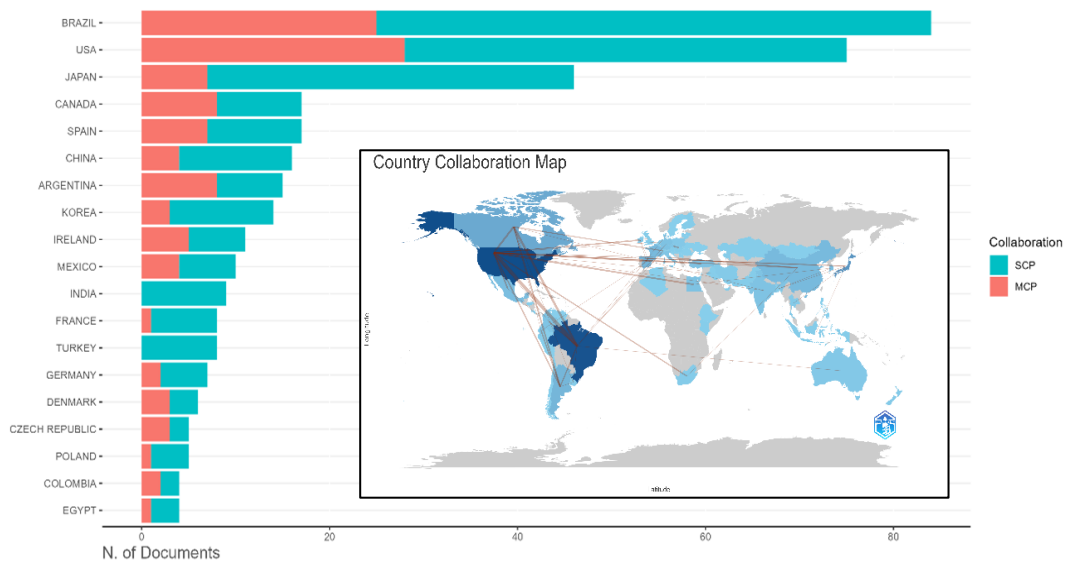 BRAZIL
USA
JAPAN
CANADA
SPAIN
CHINA
ARGENTINA
KOREA
IRELAND
MEXICO
INDIA
FRANCE
TURKEY
GERMANY
DENMARK
CZECH REPUBLIC
POLAND
COLOMBIA
EGYPT
Country Collaboration Map
Collaboration
SCP
MCP
0 20 40 60 80
N. of Documents